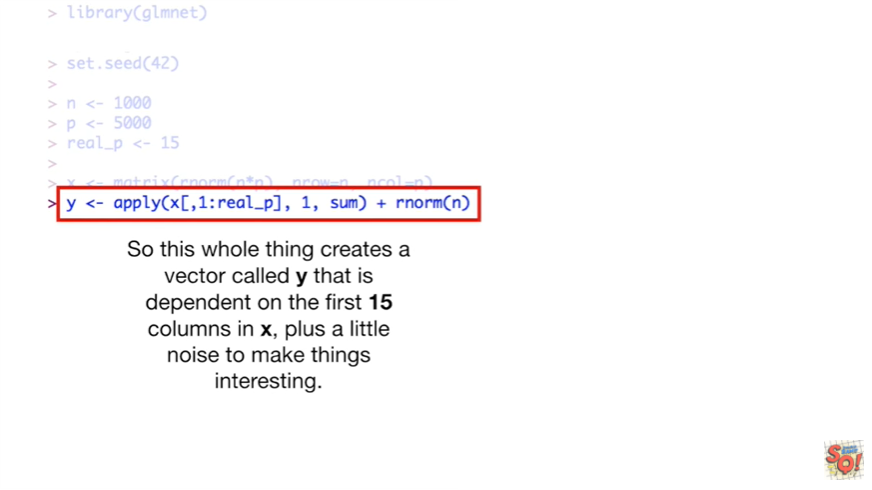 > library(glmnet)
> set.seed(42)
>
> n <- 1000
> p <- 5000
> real_p <- 15
>
> x <- matrix(rnorm(n*p), nrow=n, ncol=p)
> y <- apply(x[,1:real_p], 1, sum) + rnorm(n)
So this whole thing creates a
vector called y that is
dependent on the first 15
columns in x, plus a little
noise to make things
interesting.
SQ!